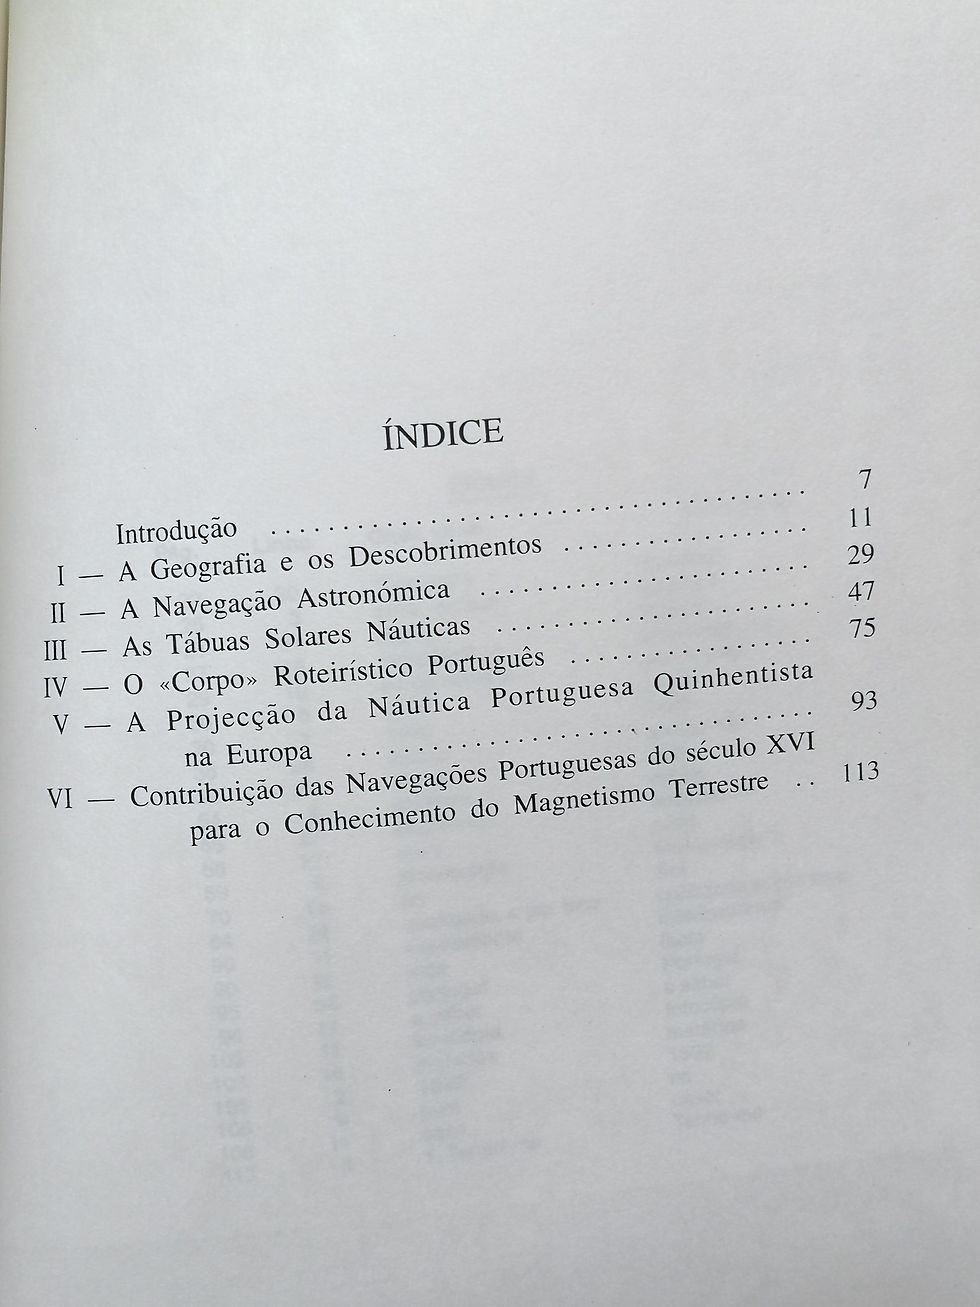 ÍNDICE
Introdução ........................................ 7
I — A Geografia e os Descobrimentos .................. 11
II — A Navegação Astronómica ........................ 29
III — As Tábuas Solares Náuticas ...................... 47
IV — O «Corpo» Roteirístico Português ................. 75
V — A Projecção da Náutica Portuguesa Quinhentista
na Europa .................................. 93
VI — Contribuição das Navegações Portuguesas do século XVI
para o Conhecimento do Magnetismo Terrestre .. 113